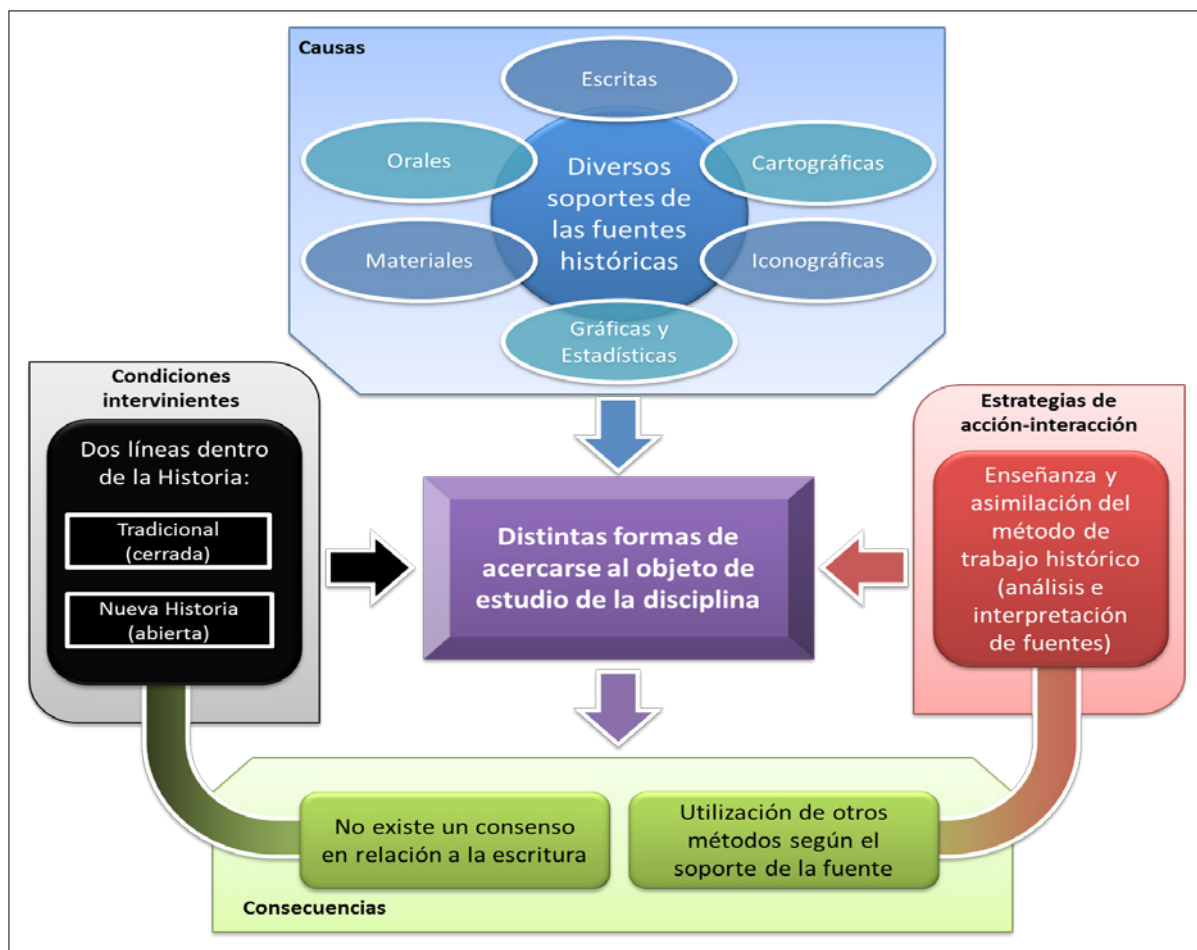 Causas
Escritas
Orales
Cartográficas
Diversos
soportes de
las fuentes
históricas
Materiales
Iconográficas
Gráficas y
Estadísticas
Condiciones
intervinientes
Dos líneas dentro
de la Historia:
Tradicional
(cerrada)
Nueva Historia
(abierta)
Distintas formas de
acercarse al objeto de
estudio de la disciplina
Estrategias de
acción-interacción
Enseñanza y
asimilación del
método de
trabajo histórico
(análisis e
interpretación
de fuentes)
No existe un consenso
en relación a la escritura
Utilización de otros
métodos según el
soporte de la fuente
Consecuencias